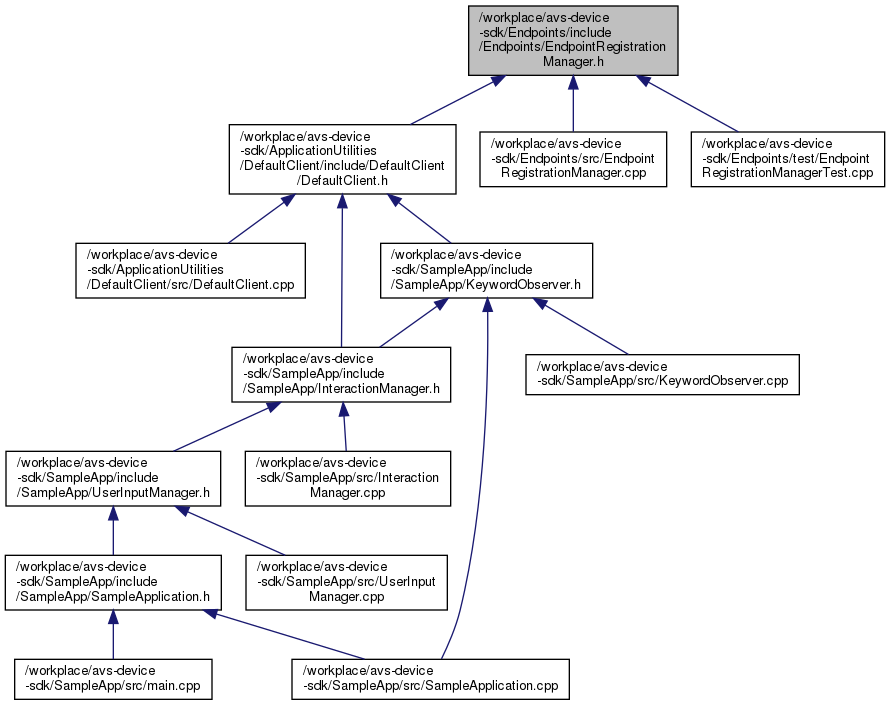 /workplace/avs-device
-sdk/Endpoints/include
/Endpoints/EndpointRegistration
Manager.h
/workplace/avs-device
-sdk/ApplicationUtilities
/DefaultClient/include/DefaultClient
/DefaultClient.h
/workplace/avs-device
-sdk/Endpoints/src/Endpoint
RegistrationManager.cpp
/workplace/avs-device
-sdk/Endpoints/test/Endpoint
RegistrationManagerTest.cpp
/workplace/avs-device
-sdk/ApplicationUtilities
/DefaultClient/src/DefaultClient.cpp
/workplace/avs-device
-sdk/SampleApp/include
/SampleApp/KeywordObserver.h
/workplace/avs-device
-sdk/SampleApp/include
/SampleApp/InteractionManager.h
/workplace/avs-device
-sdk/SampleApp/src/KeywordObserver.cpp
/workplace/avs-device
-sdk/SampleApp/include
/SampleApp/UserInputManager.h
/workplace/avs-device
-sdk/SampleApp/src/Interaction
Manager.cpp
/workplace/avs-device
-sdk/SampleApp/include
/SampleApp/SampleApplication.h
/workplace/avs-device
-sdk/SampleApp/src/UserInput
Manager.cpp
/workplace/avs-device
-sdk/SampleApp/src/main.cpp
/workplace/avs-device
-sdk/SampleApp/src/SampleApplication.cpp